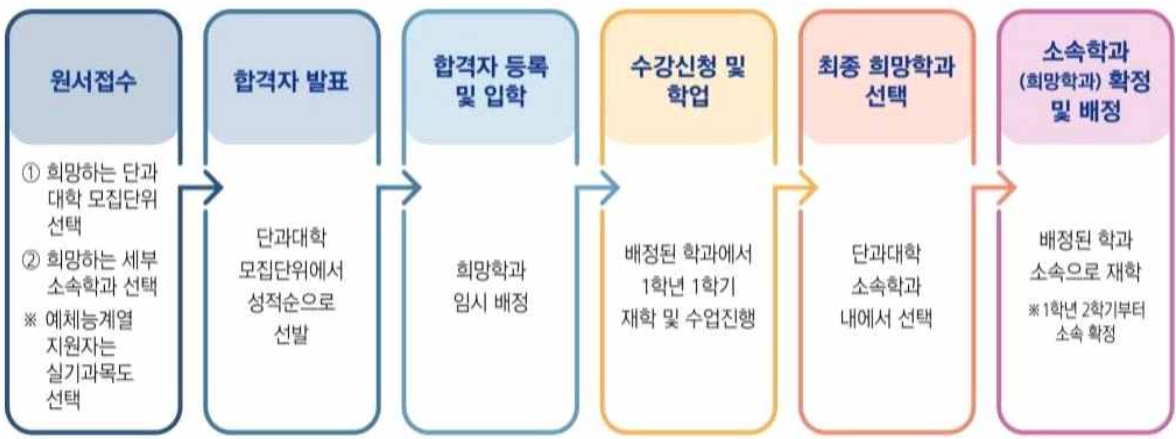 원서접수
① 희망하는 단과
대학 모집단위
선택
② 희망하는 세부
소속학과 선택
※ 예체능계열
지원자는
실기과목도
선택
합격자 발표
단과대학
모집단위에서
성적순으로
선발
합격자 등록
및 입학
희망학과
임시 배정
수강신청 및
학업
배정된 학과에서
1학년 1학기
재학 및 수업진행
최종 희망학과
선택
단과대학
소속학과
내에서 선택
소속학과
(희망학과) 확정
및 배정
배정된 학과
소속으로 재학
※1학년 2학기부터
소속 확정